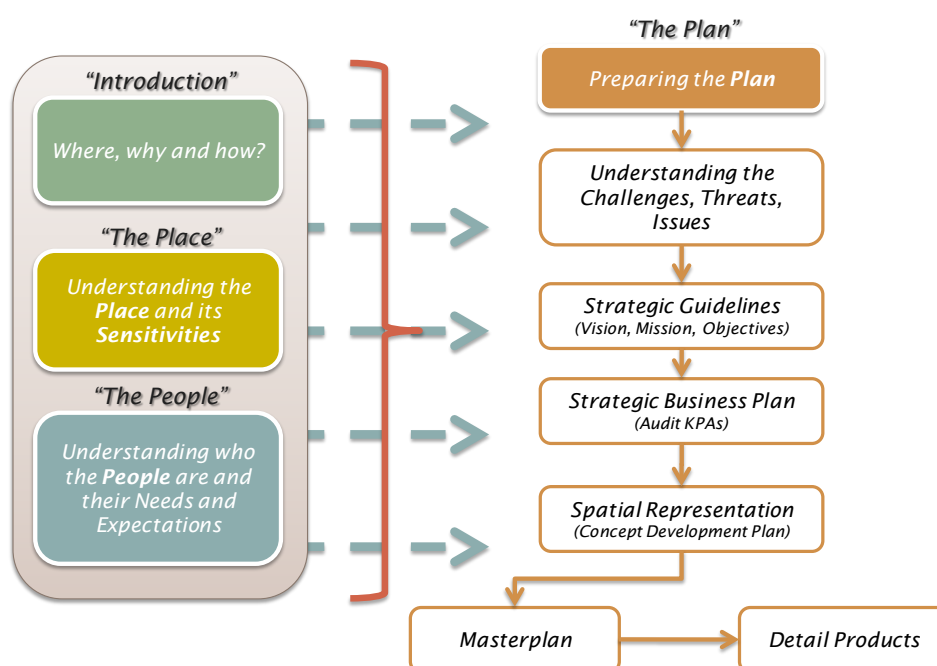 “Introduction”
Where, why and how?
“The Place”
Understanding the
Place and its
Sensitivities
“The People”
Understanding who
the People are and
their Needs and
Expectations
“The Plan”
Preparing the Plan
Understanding the
Challenges, Threats,
Issues
Strategic Guidelines
(Vision, Mission, Objectives)
Strategic Business Plan
(Audit KPAs)
Spatial Representation
(Concept Development Plan)
Masterplan
Detail Products